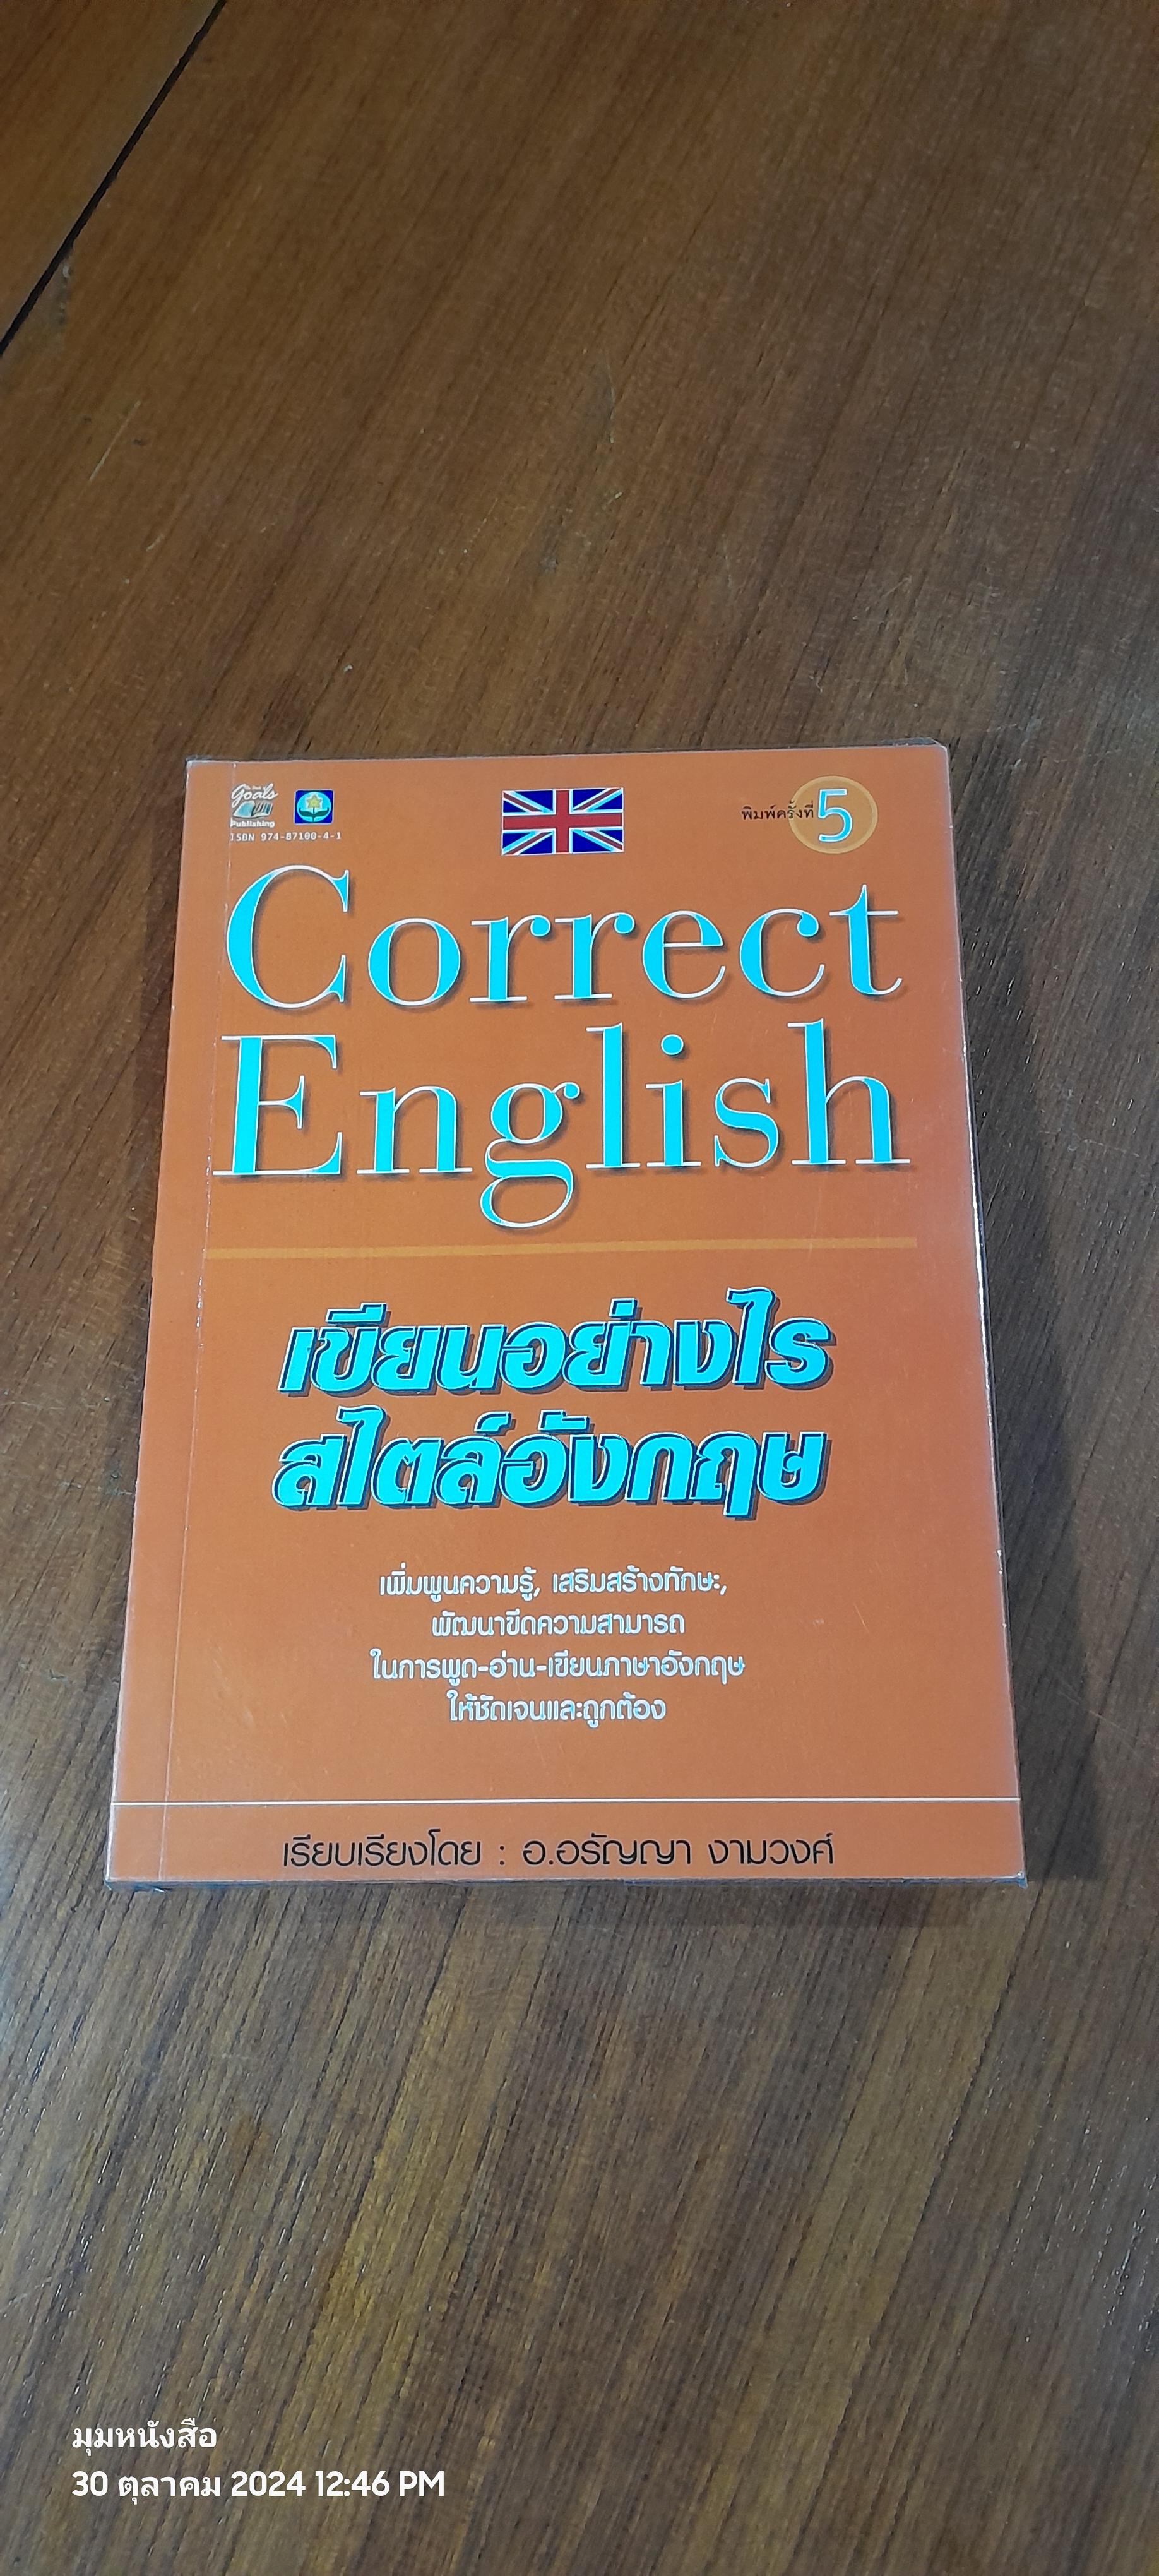 Goals
Publishing
ISBN 974-87100-4-1
พิมพ์ครั้งที่ 5
Correct
English
เขียนอย่างไร
สไตล์อังกฤษ
เพิ่มพูนความรู้, เสริมสร้างทักษะ,
พัฒนาขีดความสามารถ
ในการพูด-อ่าน-เขียนภาษาอังกฤษ
ให้ชัดเจนและถูกต้อง
เรียบเรียงโดย : อ.อรัญญา งามวงศ์
มุมหนังสือ
30 ตุลาคม 2024 12:46 PM